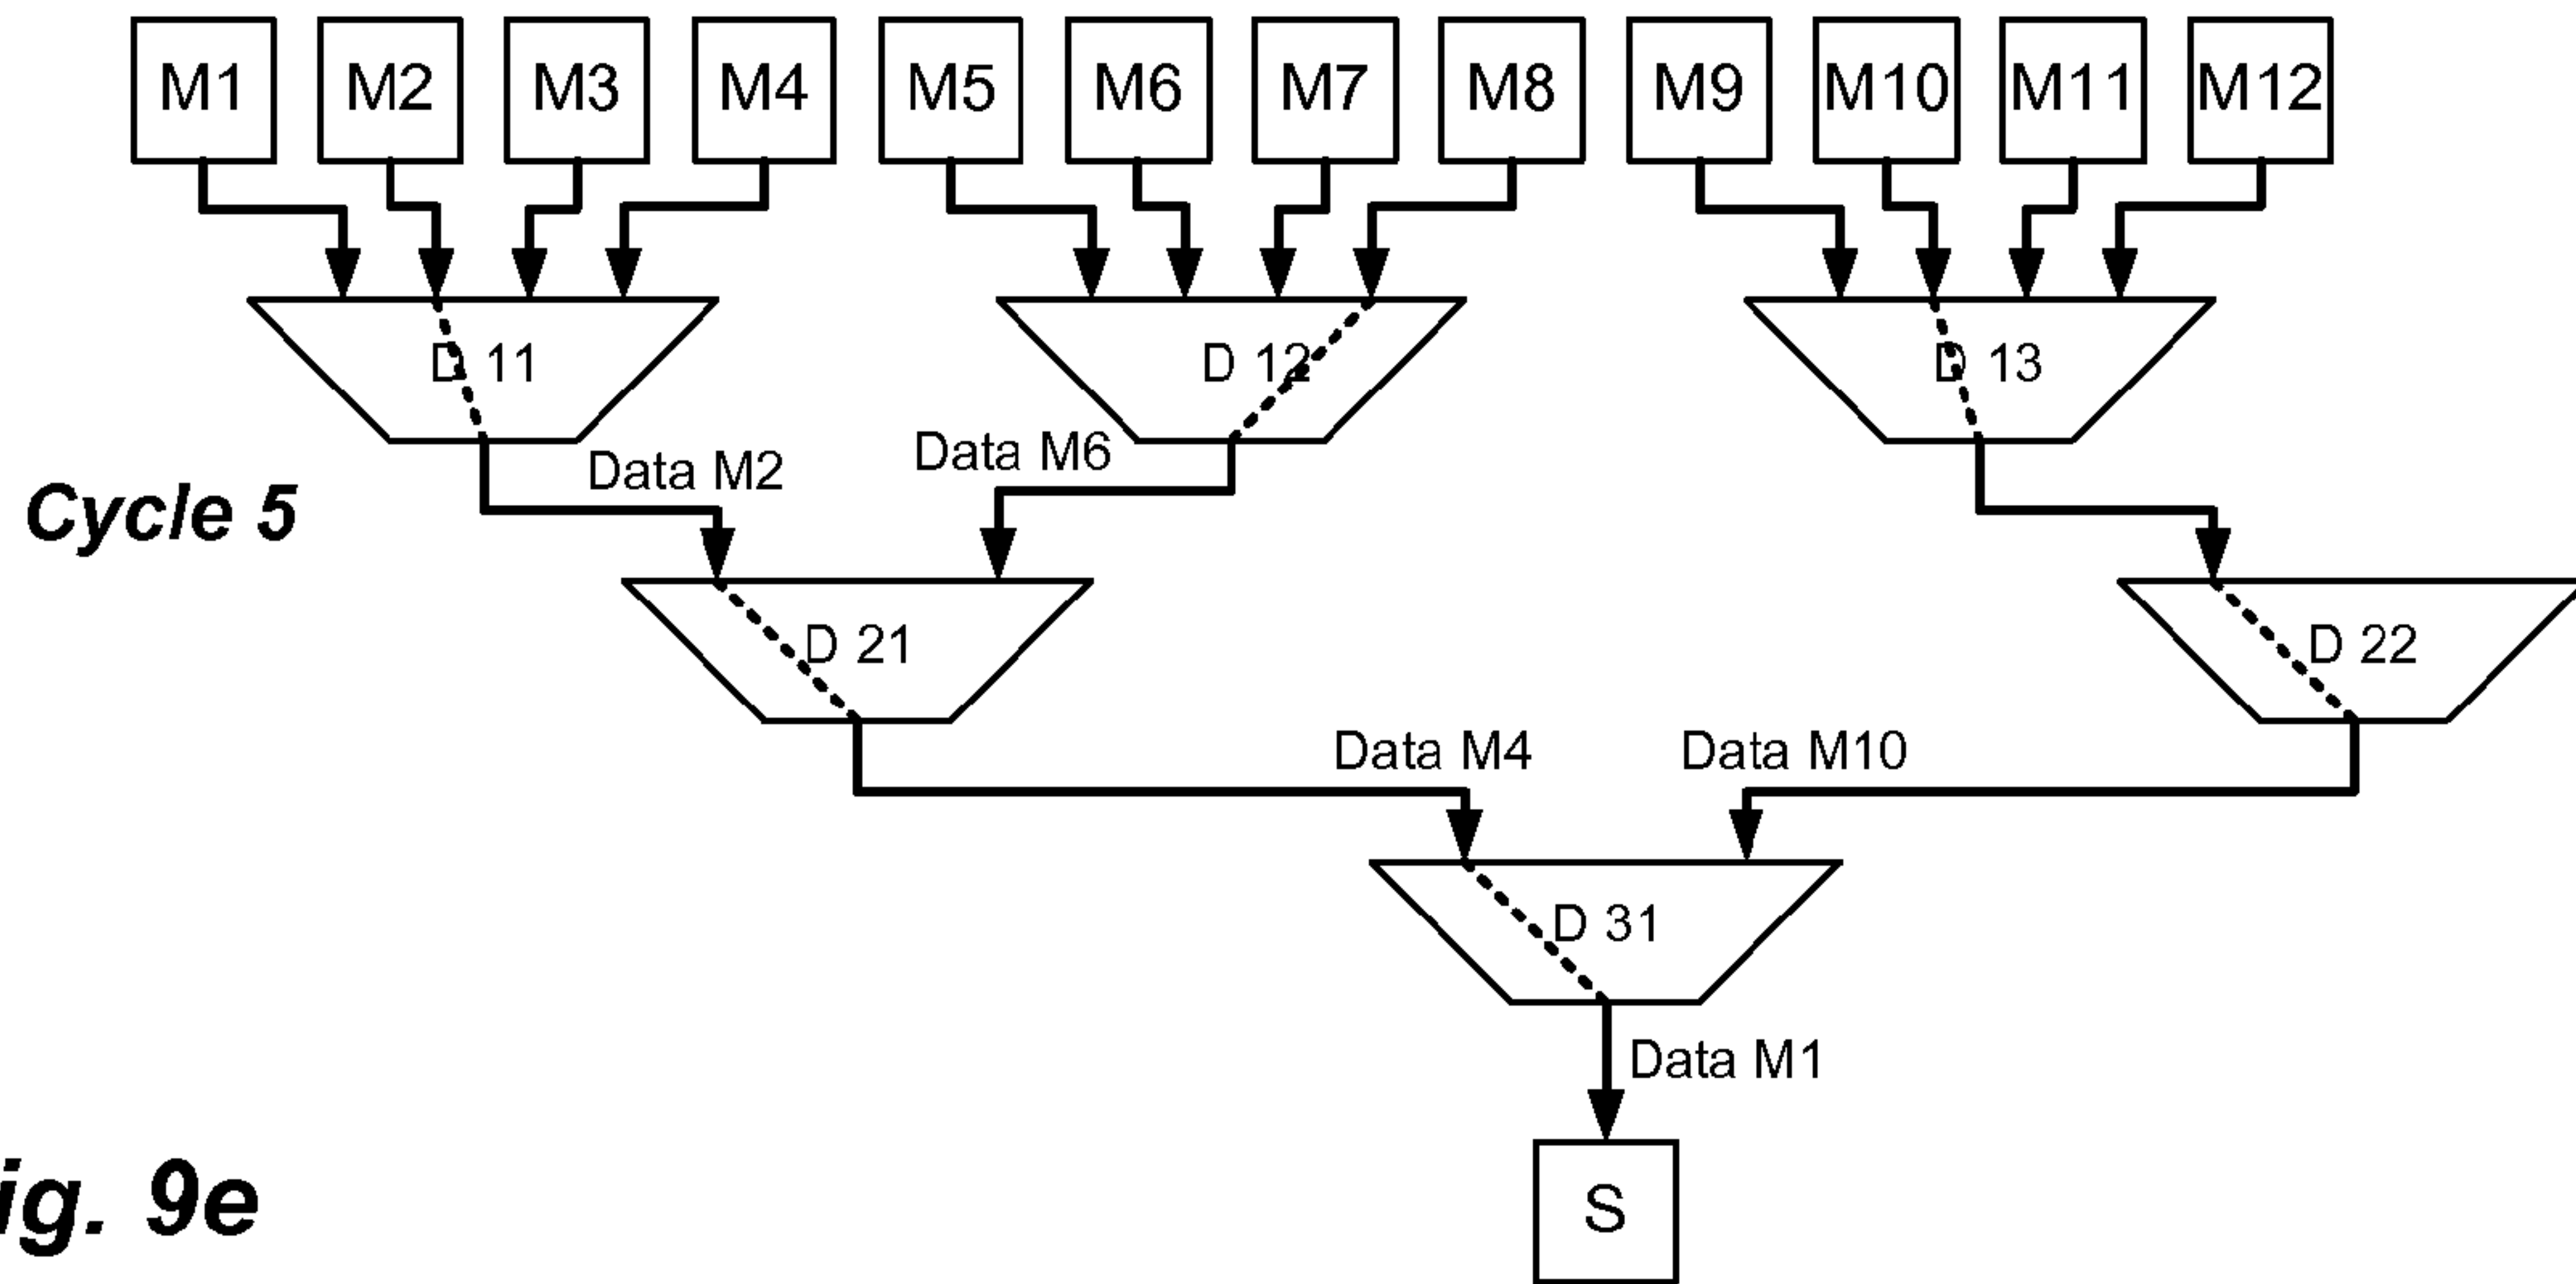 M1 M2 M3 M4 M5 M6 M7 M8 M9 M10 M11 M12
D 11 D 12 D 13
Data M2 Data M6
Cycle 5
D 21 D 22
Data M4 Data M10
D 31
Data M1
ig. 9e
S